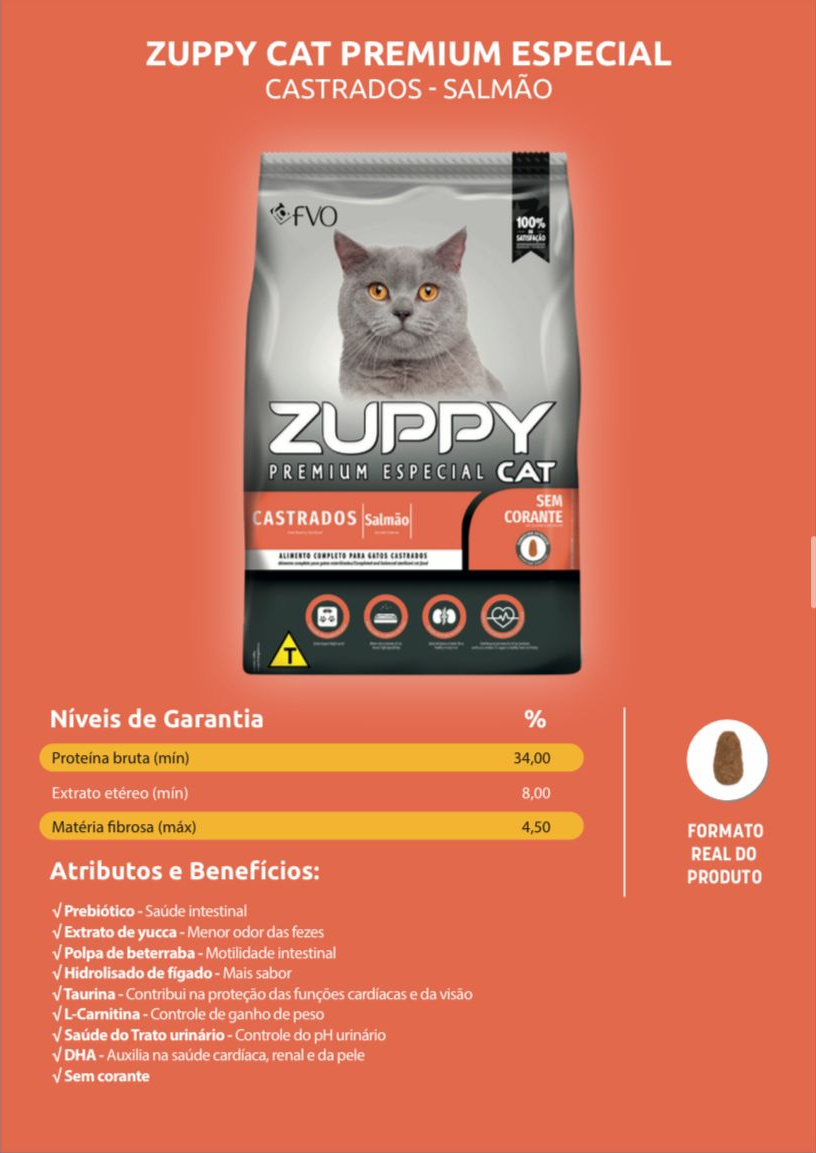 ZUPPY CAT PREMIUM ESPECIAL
CASTRADOS - SALMÃO
FVO
100%
DE
SATISFAÇÃO
ZUPPY
PREMIUM ESPECIAL CAT
CASTRADOS Salmão
SEM
CORANTE
ALIMENTO COMPLETO PARA GATOS CASTRADOS
T
Níveis de Garantia %
Proteína bruta (mín) 34,00
Extrato etéreo (mín) 8,00
Matéria fibrosa (máx) 4,50
FORMATO
REAL DO
PRODUTO
Atributos e Benefícios:
√ Prebiótico - Saúde intestinal
√ Extrato de yucca - Menor odor das fezes
√ Polpa de beterraba - Motilidade intestinal
√ Hidrolisado de fígado - Mais sabor
√ Taurina - Contribui na proteção das funções cardíacas e da visão
√ L-Carnitina - Controle de ganho de peso
√ Saúde do Trato urinário - Controle do pH urinário
√ DHA - Auxilia na saúde cardíaca, renal e da pele
√ Sem corante